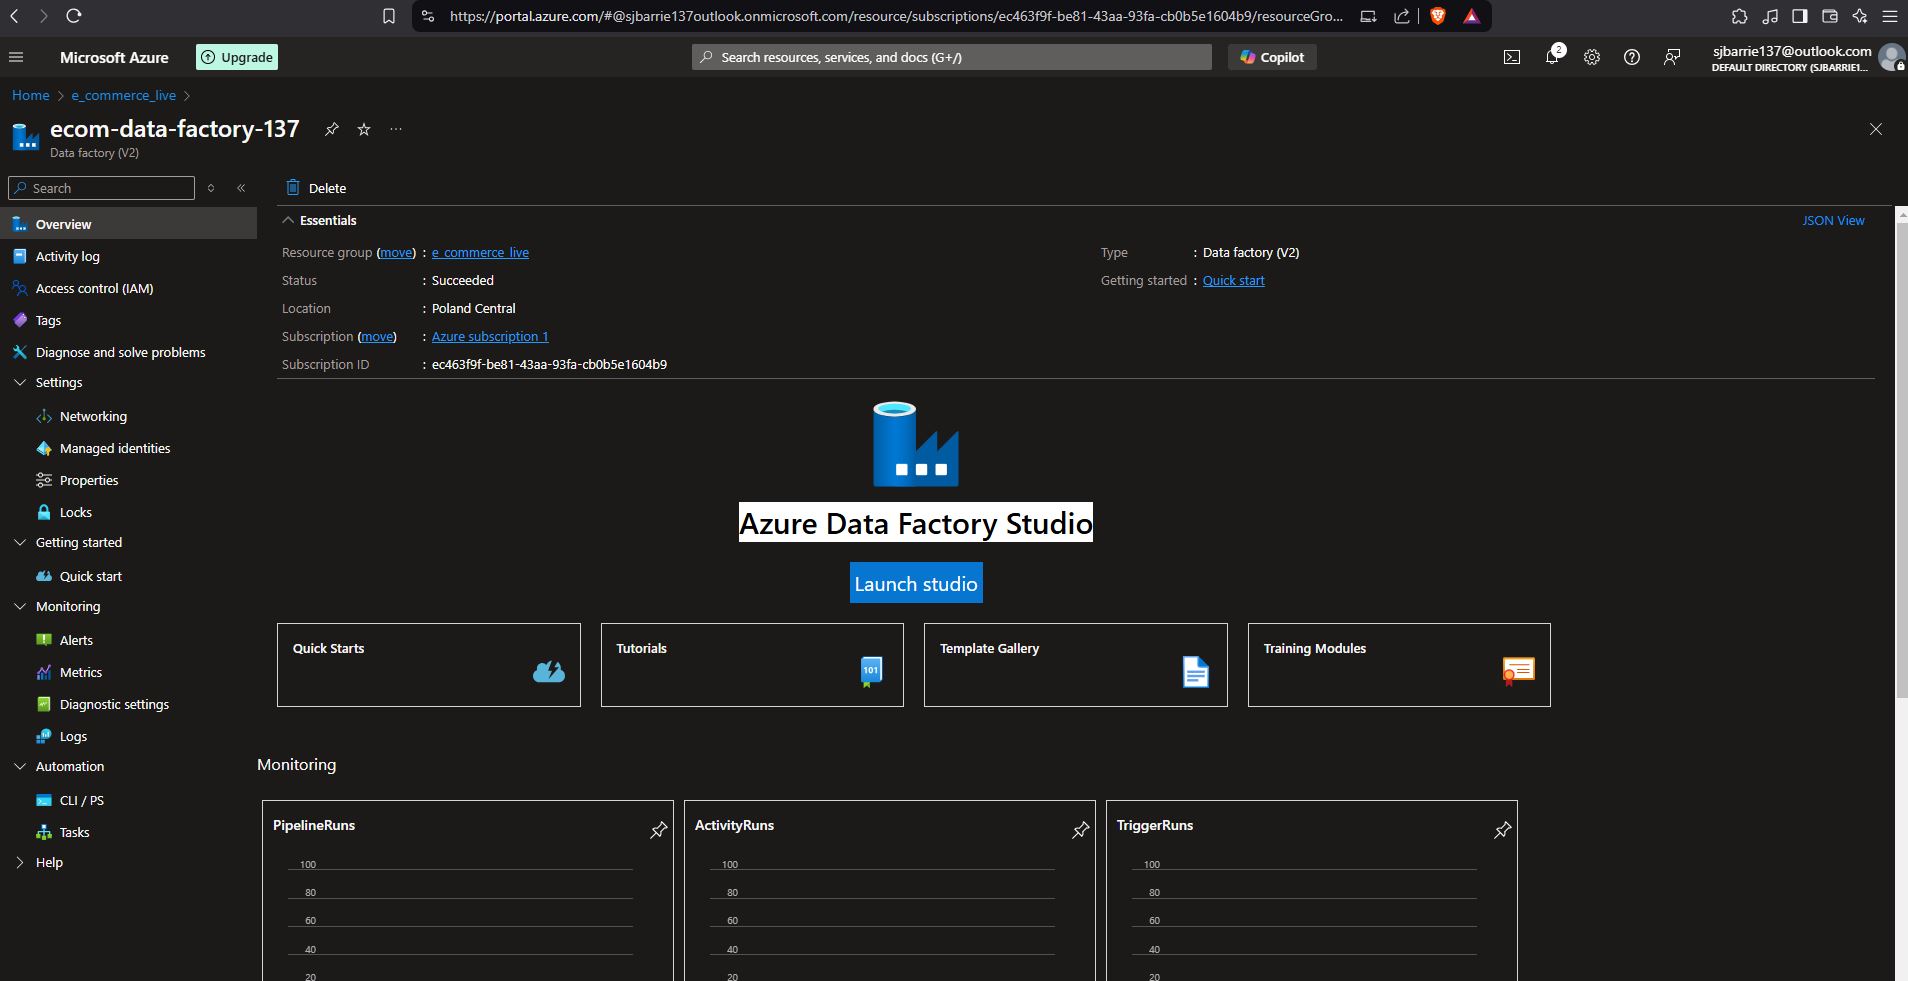 https://portal.azure.com/#@sjbarrie137outlook.onmicrosoft.com/resource/subscriptions/ec463f9f-be81-43aa-93fa-cb0b5e1604b9/resourceGro...
Microsoft Azure
Upgrade
Search resources, services, and docs (G+/)
Copilot
2
sjbarrie137@outlook.com
DEFAULT DIRECTORY (SJBARRIE1...
Home > e_commerce_live >
ecom-data-factory-137
Data factory (V2)
Search
Overview
Activity log
Access control (IAM)
Tags
Diagnose and solve problems
Settings
Networking
Managed identities
Properties
Locks
Getting started
Quick start
Monitoring
Alerts
Metrics
Diagnostic settings
Logs
Automation
CLI / PS
Tasks
Help
Delete
Essentials
JSON View
Resource group (move) : e_commerce_live
Status : Succeeded
Location : Poland Central
Subscription (move) : Azure subscription 1
Subscription ID : ec463f9f-be81-43aa-93fa-cb0b5e1604b9
Type : Data factory (V2)
Getting started : Quick start
Azure Data Factory Studio
Launch studio
Quick Starts
Tutorials
101
Template Gallery
Training Modules
Monitoring
PipelineRuns
100
80
60
40
20
ActivityRuns
100
80
60
40
20
TriggerRuns
100
80
60
40
20